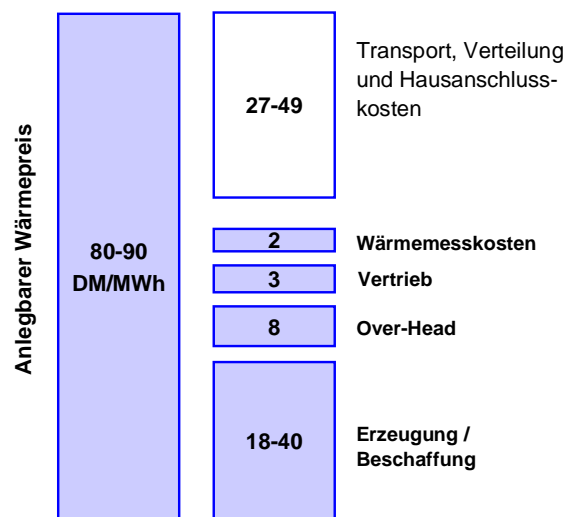 Anlegbarer Wärmepreis
80-90
DM/MWh
27-49
Transport, Verteilung
und Hausanschluss-
kosten
2
Wärmemesskosten
3
Vertrieb
8
Over-Head
18-40
Erzeugung /
Beschaffung